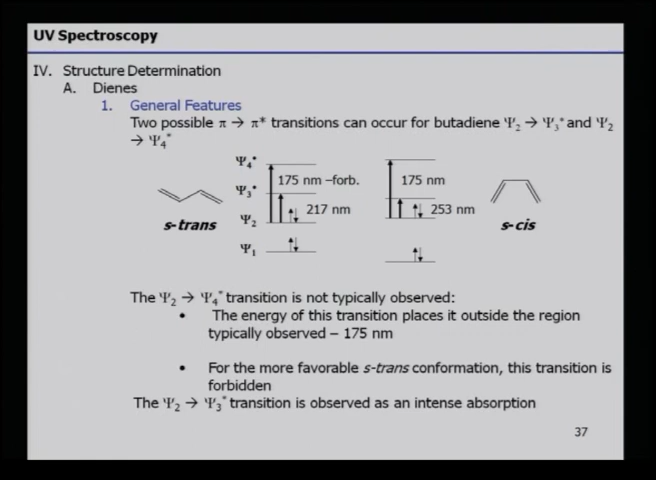 UV Spectroscopy
IV. Structure Determination
A. Dienes
1. General Features
Two possible π → π* transitions can occur for butadiene Ψ₂ → Ψ₃* and Ψ₂
→ Ψ₄*
Ψ₄*
175 nm –forb.
175 nm
Ψ₃*
217 nm
253 nm
s-trans
Ψ₂
s-cis
Ψ₁
The Ψ₂ → Ψ₄* transition is not typically observed:
• The energy of this transition places it outside the region
typically observed – 175 nm
• For the more favorable s-trans conformation, this transition is
forbidden
The Ψ₂ → Ψ₃* transition is observed as an intense absorption
37